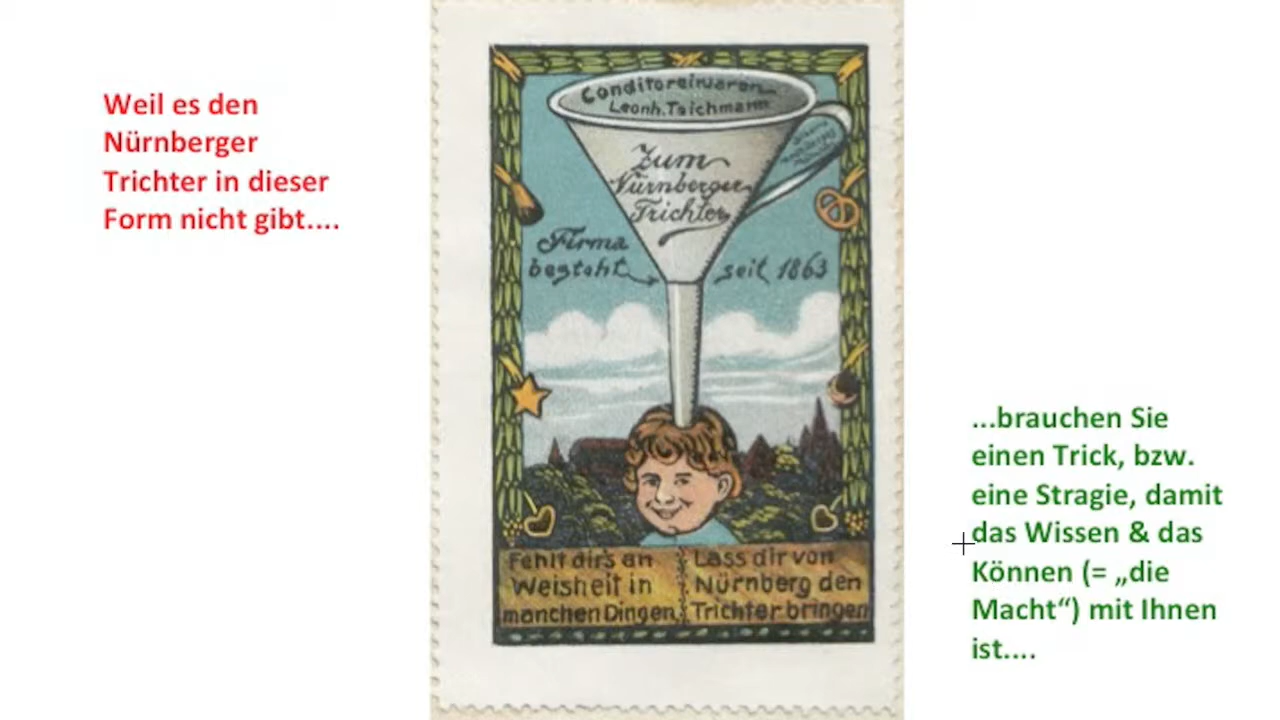 Weil es den
Nürnberger
Trichter in dieser
Form nicht gibt....
Conditoreiwaren
Leonh. Teichmann
Zum
Nürnberger
Trichter
Firma
besteht
seit 1863
Fehlt dir's an
Weisheit in
manchen Dingen
Lass dir von
Nürnberg den
Trichter bringen
...brauchen Sie
einen Trick, bzw.
eine Stragie, damit
das Wissen & das
Können (= „die
Macht“) mit Ihnen
ist....